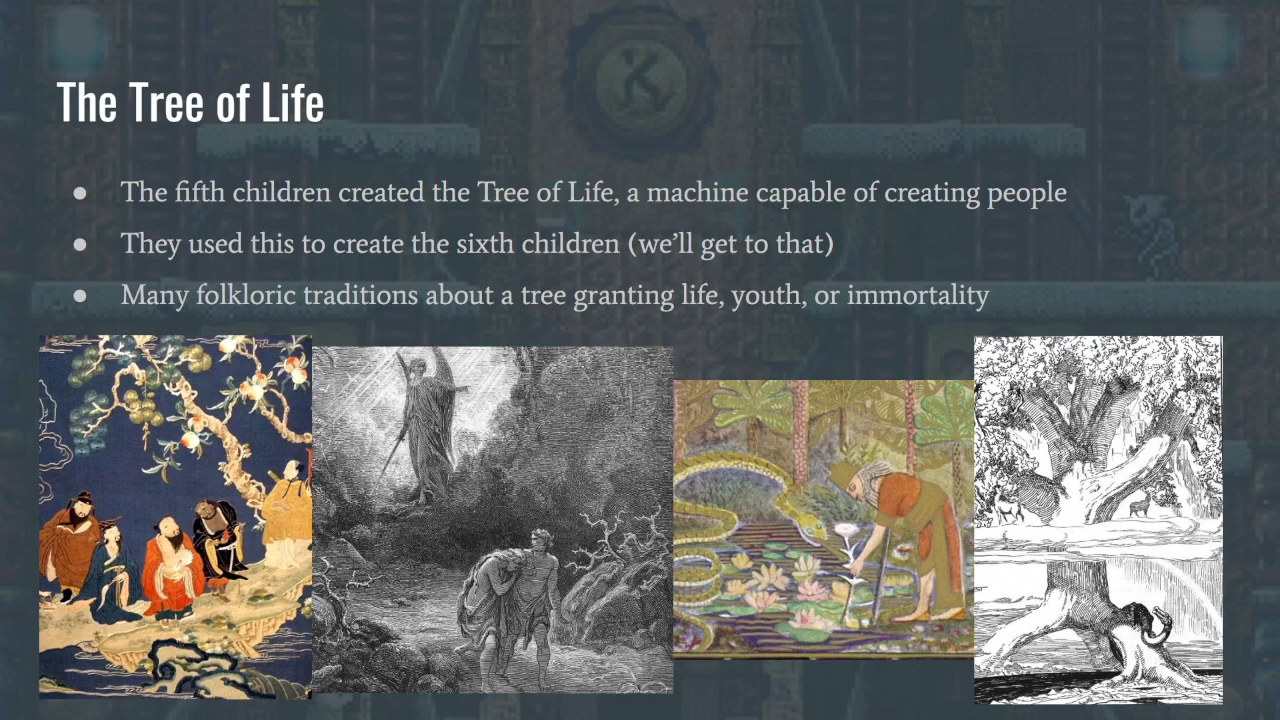 The Tree of Life
● The fifth children created the Tree of Life, a machine capable of creating people
● They used this to create the sixth children (we’ll get to that)
● Many folkloric traditions about a tree granting life, youth, or immortality